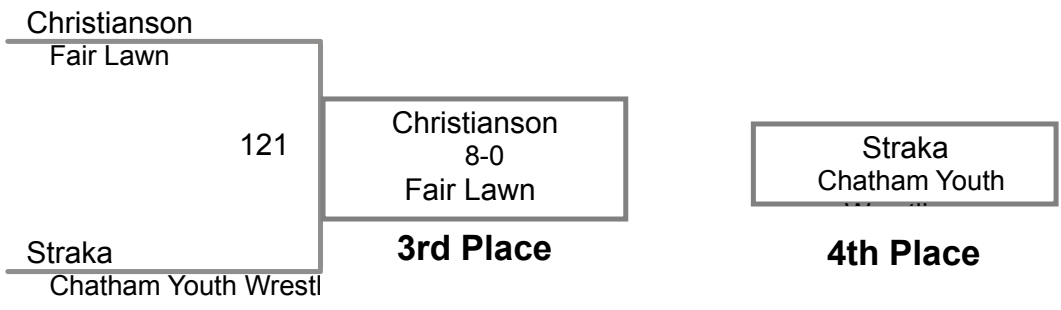 Christianson
Fair Lawn
121
Christianson
8-0
Fair Lawn
3rd Place
Straka
Chatham Youth Wrestl
Straka
Chatham Youth
4th Place